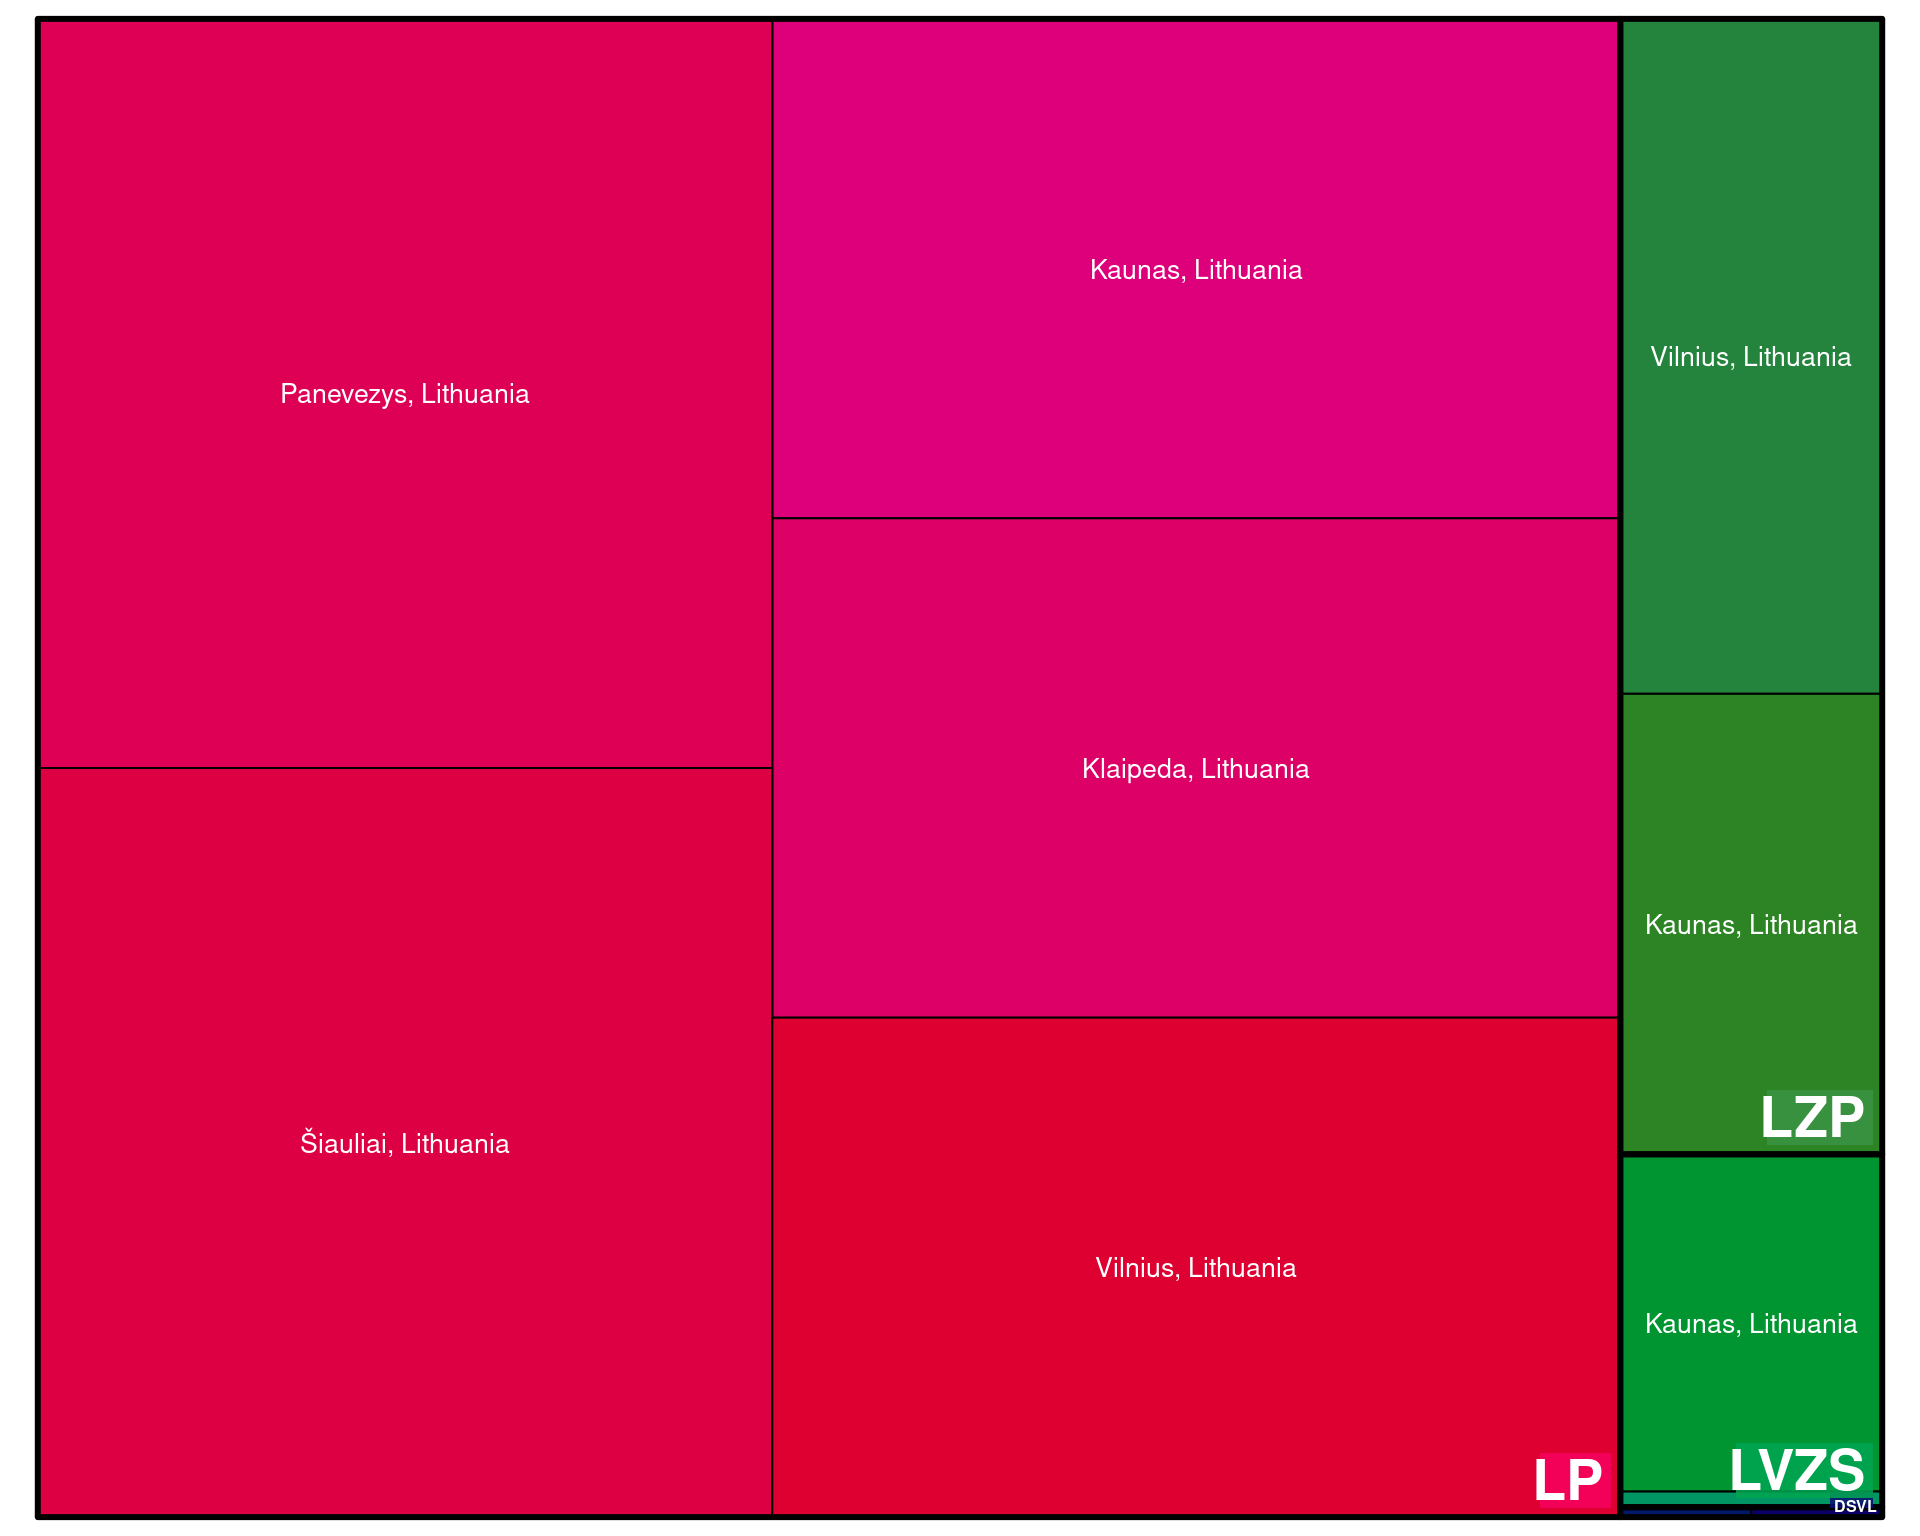 Panevezys, Lithuania
Šiauliai, Lithuania
Kaunas, Lithuania
Klaipeda, Lithuania
Vilnius, Lithuania
LP
Vilnius, Lithuania
Kaunas, Lithuania
LZP
Kaunas, Lithuania
LVZS
DSVL